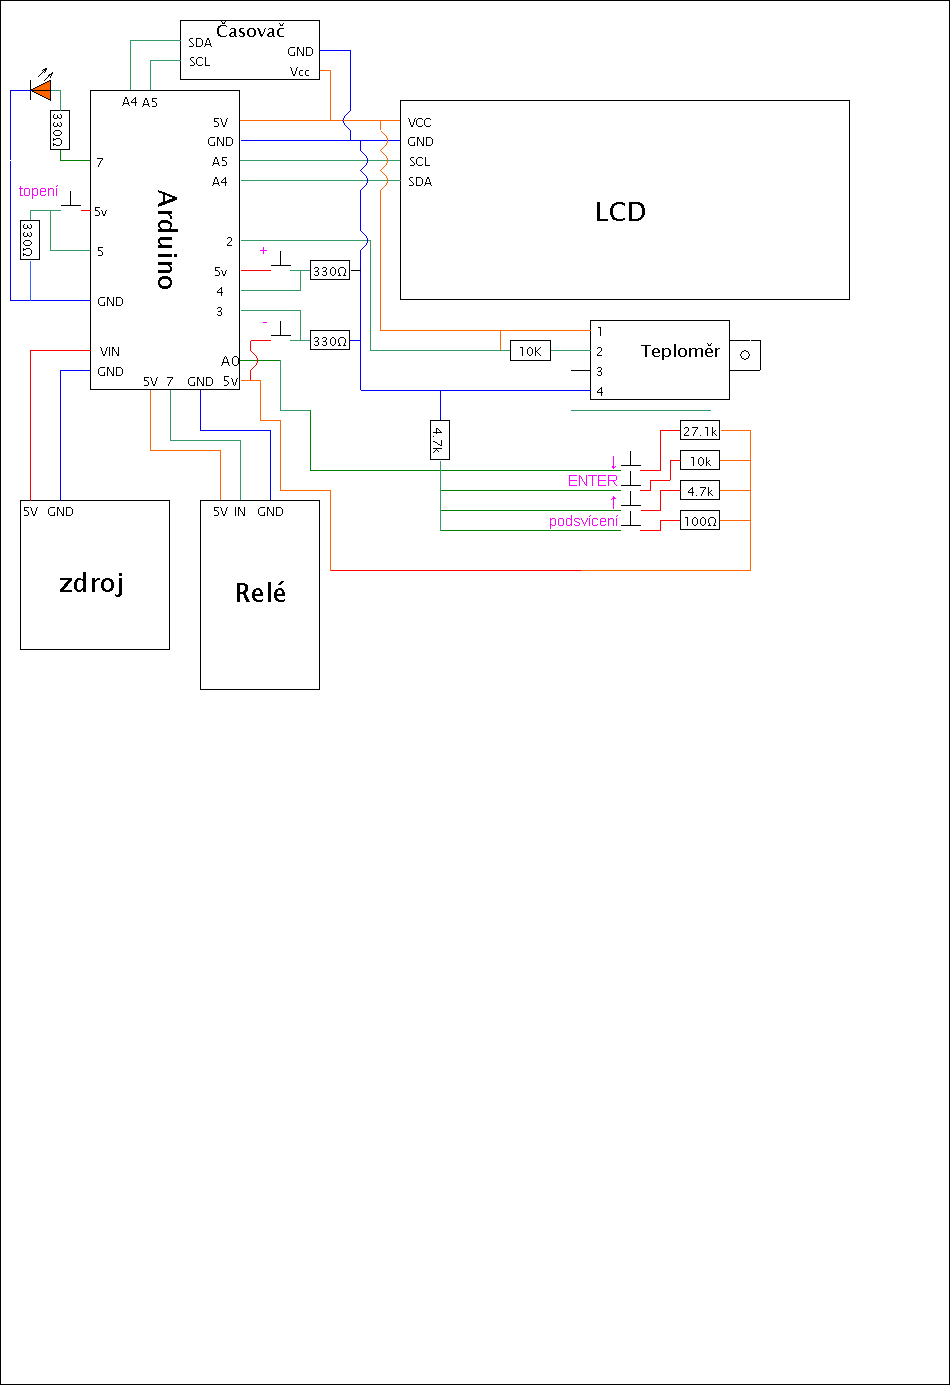 Časovač
SDA
GND
SCL
Vcc
A4 A5
330Ω
5V
VCC
GND
GND
7
A5
SCL
A4
SDA
topení
5v
LCD
Arduino
330Ω
5
2
+
5v
330Ω
4
GND
3
-
330Ω
1
VIN
10K
2
Teploměr
A0
GND
3
5V 7 GND 5v
4
4.7k
27.1k
↓
10k
ENTER
4.7k
↑
5V GND
5V IN GND
podsvícení
100Ω
zdroj
Relé